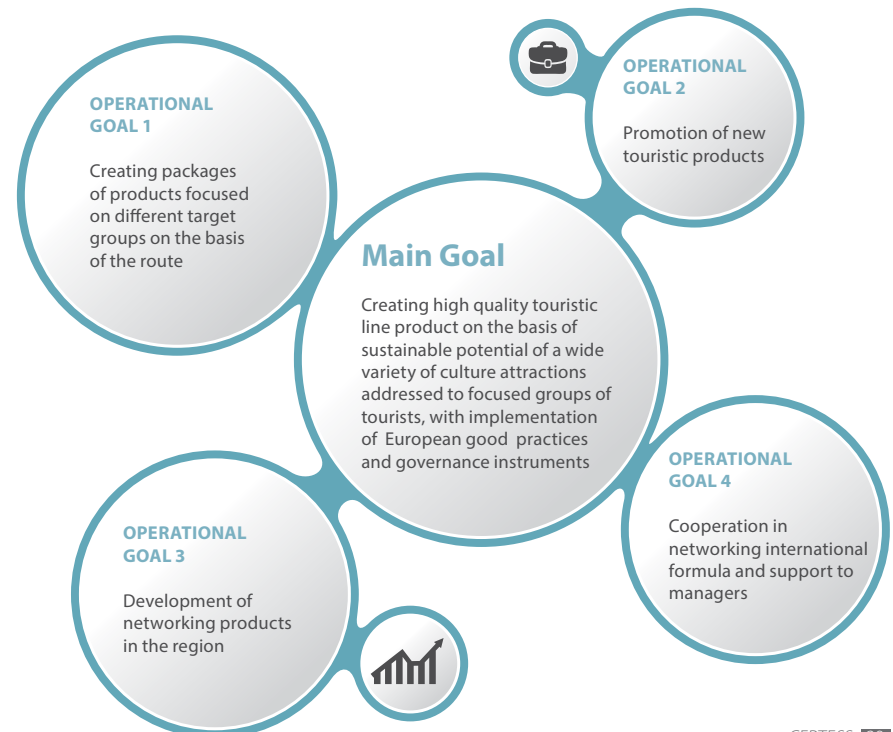 OPERATIONAL
GOAL 1
Creating packages
of products focused
on different target
groups on the basis
of the route
OPERATIONAL
GOAL 2
Promotion of new
touristic products
Main Goal
Creating high quality touristic
line product on the basis of
sustainable potential of a wide
variety of culture attractions
addressed to focused groups of
tourists, with implementation
of European good practices
and governance instruments
OPERATIONAL
GOAL 3
Development of
networking products
in the region
OPERATIONAL
GOAL 4
Cooperation in
networking international
formula and support to
managers